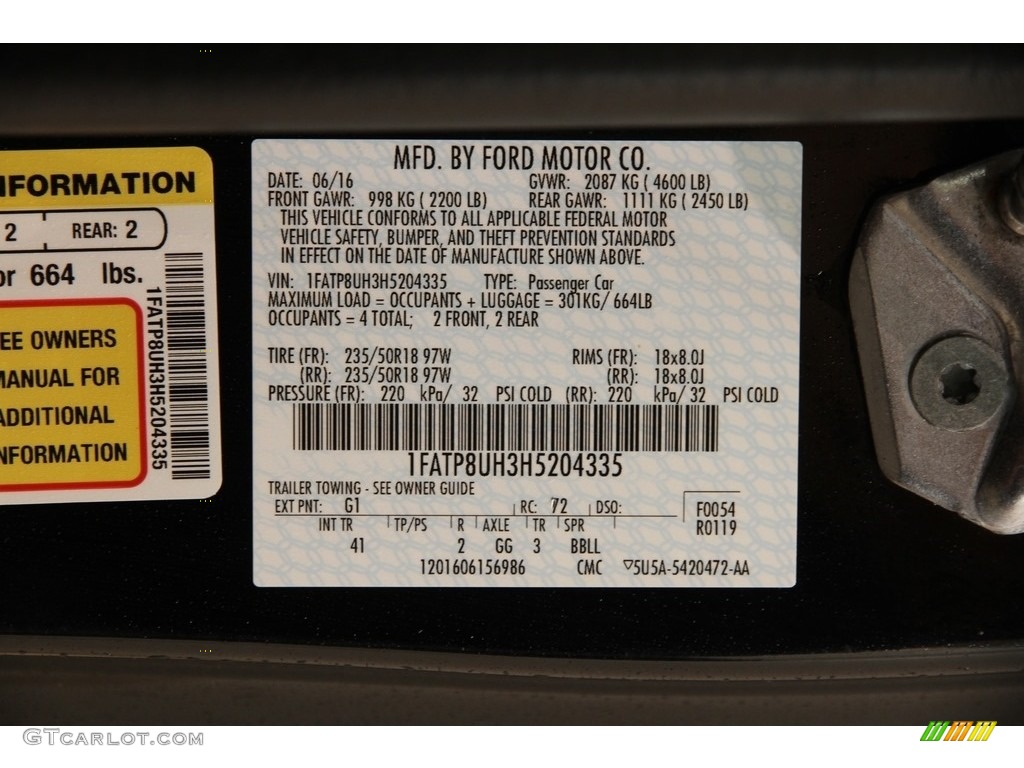 NFORMATION
2 REAR: 2
or 664 lbs.
EE OWNERS
MANUAL FOR
ADDITIONAL
NFORMATION
1FATP8UH3H5204335
MFD. BY FORD MOTOR CO.
DATE: 06/16 GVWR: 2087 KG ( 4600 LB)
FRONT GAWR: 998 KG ( 2200 LB) REAR GAWR: 1111 KG ( 2450 LB)
THIS VEHICLE CONFORMS TO ALL APPLICABLE FEDERAL MOTOR
VEHICLE SAFETY, BUMPER, AND THEFT PREVENTION STANDARDS
IN EFFECT ON THE DATE OF MANUFACTURE SHOWN ABOVE.
VIN: 1FATP8UH3H5204335 TYPE: Passenger Car
MAXIMUM LOAD = OCCUPANTS + LUGGAGE = 301KG/ 664LB
OCCUPANTS = 4 TOTAL; 2 FRONT, 2 REAR
TIRE (FR): 235/50R18 97W RIMS (FR): 18x8.0J
(RR): 235/50R18 97W (RR): 18x8.0J
PRESSURE (FR): 220 kPa/ 32 PSI COLD (RR): 220 kPa/ 32 PSI COLD
1FATP8UH3H5204335
TRAILER TOWING - SEE OWNER GUIDE
EXT PNT: G1 RC: 72 DSO: F0054
INT TR TP/PS R AXLE TR SPR R0119
41 2 GG 3 BBLL
1201606156986 CMC ▽5U5A-5420472-AA
GTcarlot.com